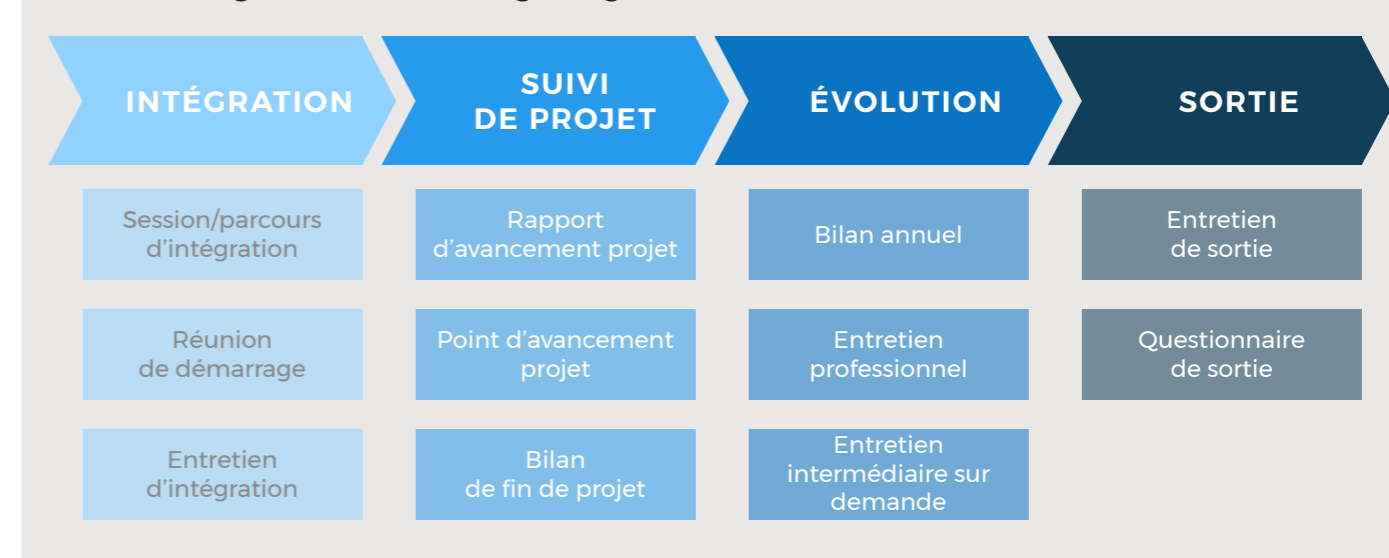 INTÉGRATION
SUIVI
DE PROJET
ÉVOLUTION
SORTIE
Session/parcours
d'intégration
Rapport
d'avancement projet
Bilan annuel
Entretien
de sortie
Réunion
de démarrage
Point d'avancement
projet
Entretien
professionnel
Questionnaire
de sortie
Entretien
d'intégration
Bilan
de fin de projet
Entretien
intermédiaire sur
demande